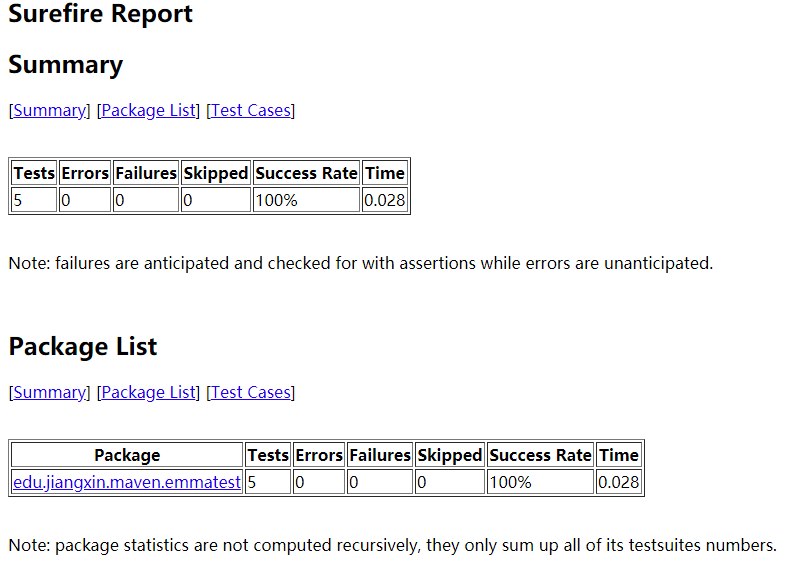 Surefire Report
Summary
[Summary] [Package List] [Test Cases]
Tests Errors Failures Skipped Success Rate Time
5 0 0 0 100% 0.028
Note: failures are anticipated and checked for with assertions while errors are unanticipated.
Package List
[Summary] [Package List] [Test Cases]
Package Tests Errors Failures Skipped Success Rate Time
edu.jiangxin.maven.emmatest 5 0 0 0 100% 0.028
Note: package statistics are not computed recursively, they only sum up all of its testsuites numbers.